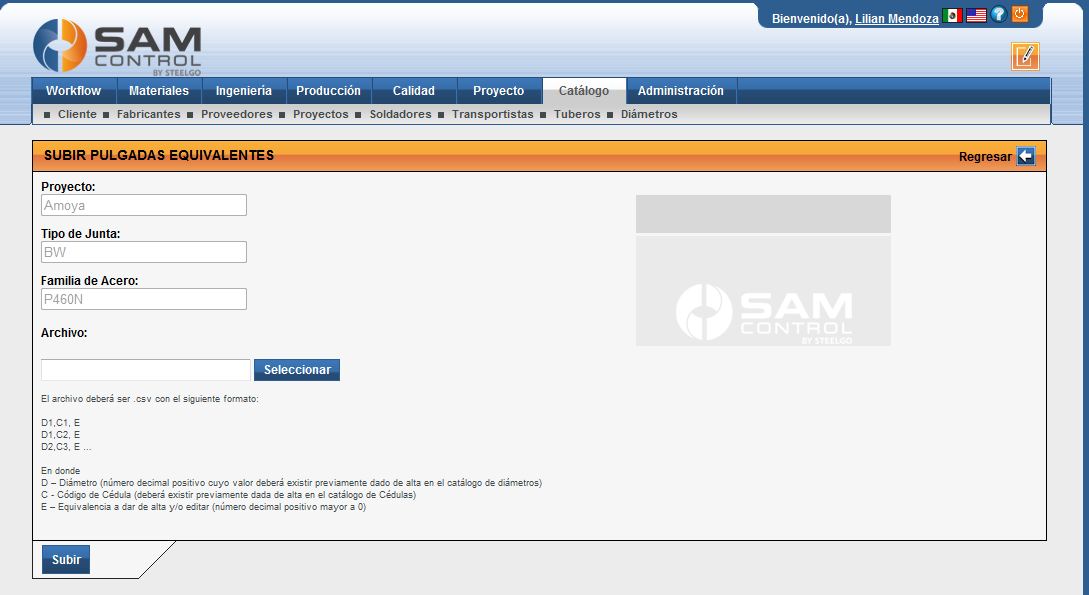 Bienvenido(a), Lilian Mendoza
SAM
CONTROL
BY STEELGO
Workflow Materiales Ingeniería Producción Calidad Proyecto Catálogo Administración
Cliente Fabricantes Proveedores Proyectos Soldadores Transportistas Tuberos Diámetros
SUBIR PULGADAS EQUIVALENTES Regresar
Proyecto:
Amoya
Tipo de Junta:
BW
Familia de Acero:
P460N
SAM
CONTROL
BY STEELGO
Archivo:
Seleccionar
El archivo deberá ser .csv con el siguiente formato:
D1,C1, E
D1,C2, E
D2,C3, E ...
En donde
D – Diámetro (número decimal positivo cuyo valor deberá existir previamente dado de alta en el catálogo de diámetros)
C - Código de Cédula (deberá existir previamente dada de alta en el catálogo de Cédulas)
E – Equivalencia a dar de alta y/o editar (número decimal positivo mayor a 0)
Subir